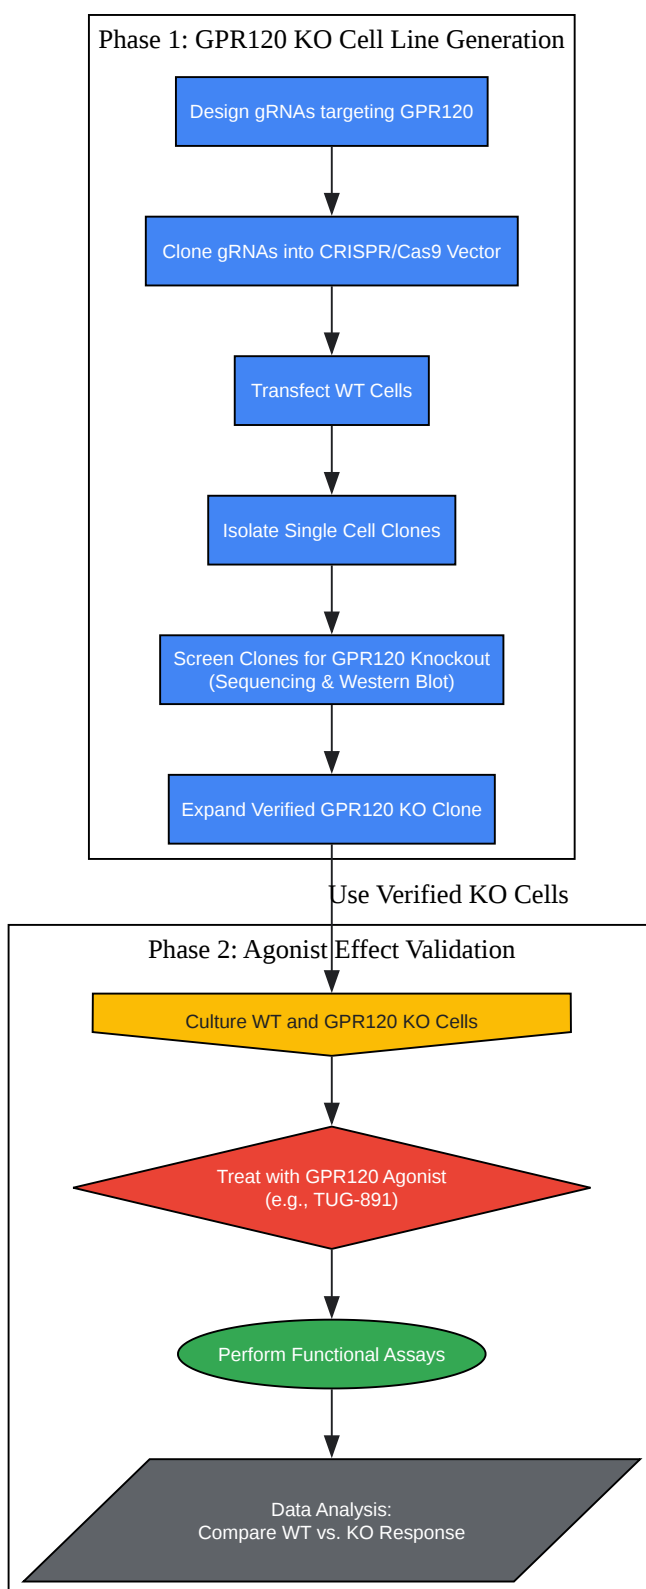 Phase 1: GPR120 KO Cell Line Generation
Design gRNAs targeting GPR120
Clone gRNAs into CRISPR/Cas9 Vector
Transfect WT Cells
Isolate Single Cell Clones
Screen Clones for GPR120 Knockout
(Sequencing & Western Blot)
Expand Verified GPR120 KO Clone
Use Verified KO Cells
Phase 2: Agonist Effect Validation
Culture WT and GPR120 KO Cells
Treat with GPR120 Agonist
(e.g., TUG-891)
Perform Functional Assays
Data Analysis:
Compare WT vs. KO Response